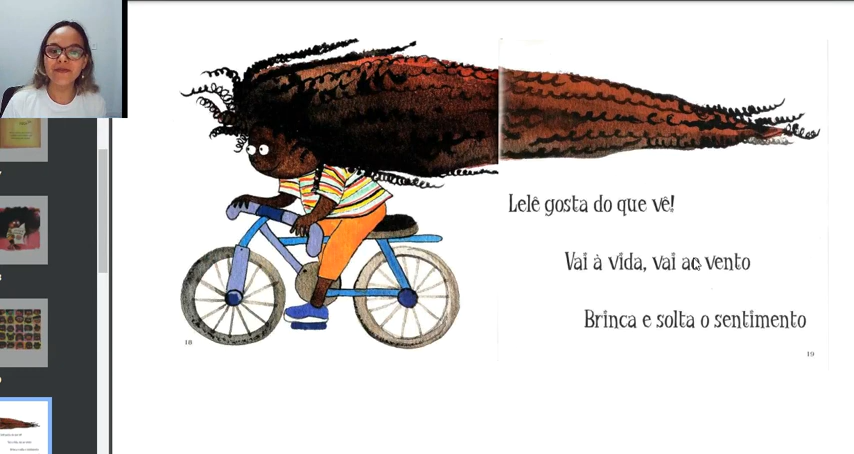 Lelê gosta do que vê!
Vai à vida, vai ao vento
Brinca e solta o sentimento
18
19